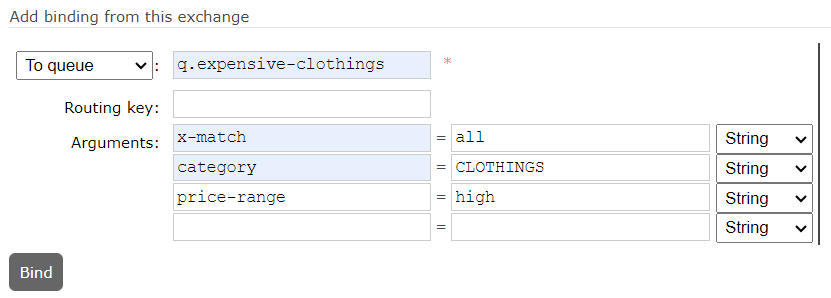 Add binding from this exchange
To queue : q.expensive-clothings *
Routing key:
Arguments: x-match = all String
category = CLOTHINGS String
price-range = high String
= String
Bind